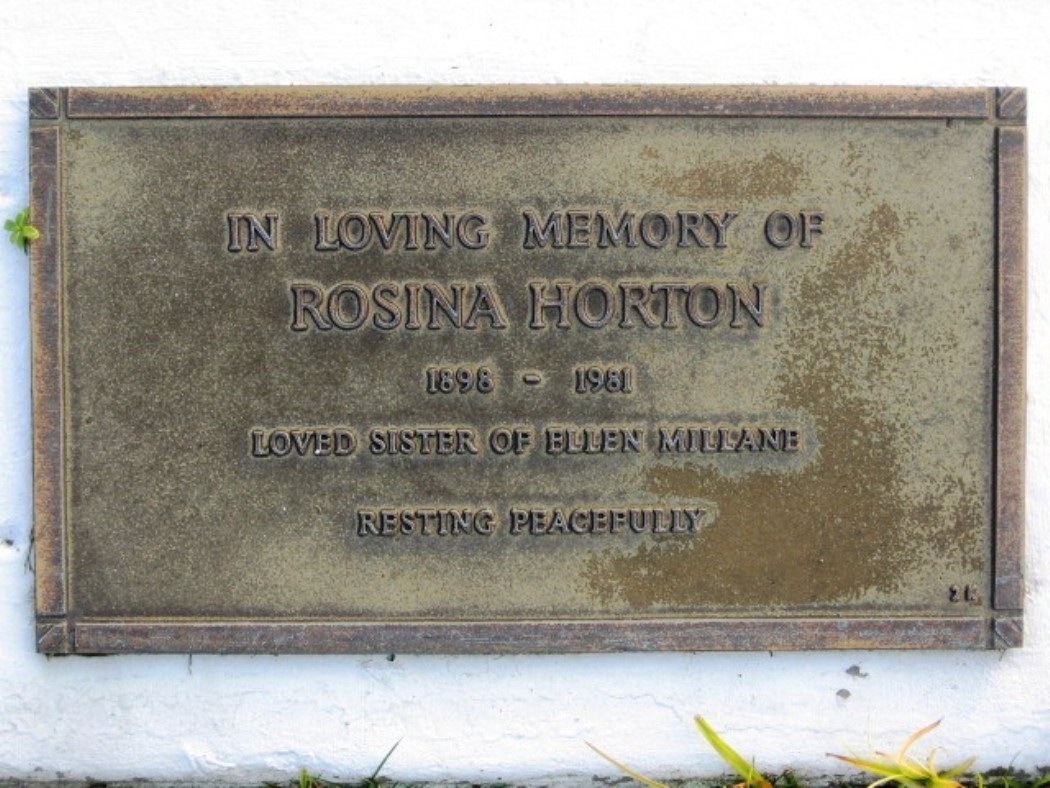 IN LOVING MEMORY OF
ROSINA HORTON
1898 - 1981
LOVED SISTER OF ELLEN MILLANE
RESTING PEACEFULLY